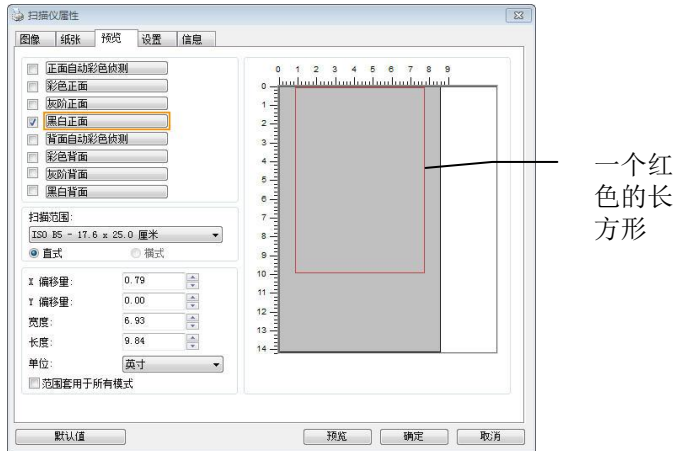 扫描仪属性
图像 纸张 预览 设置 信息
正面自动彩色侦测
彩色正面
灰阶正面
黑白正面
背面自动彩色侦测
彩色背面
灰阶背面
黑白背面
扫描范围:
ISO B5 - 17.6 x 25.0 厘米
直式 横式
X 偏移量: 0.79
Y 偏移量: 0.00
宽度: 6.93
长度: 9.84
单位: 英寸
范围套用于所有模式
0 1 2 3 4 5 6 7 8 9
0
1
2
3
4
5
6
7
8
9
10
11
12
13
14
一个红
色的长
方形
默认值 预览 确定 取消